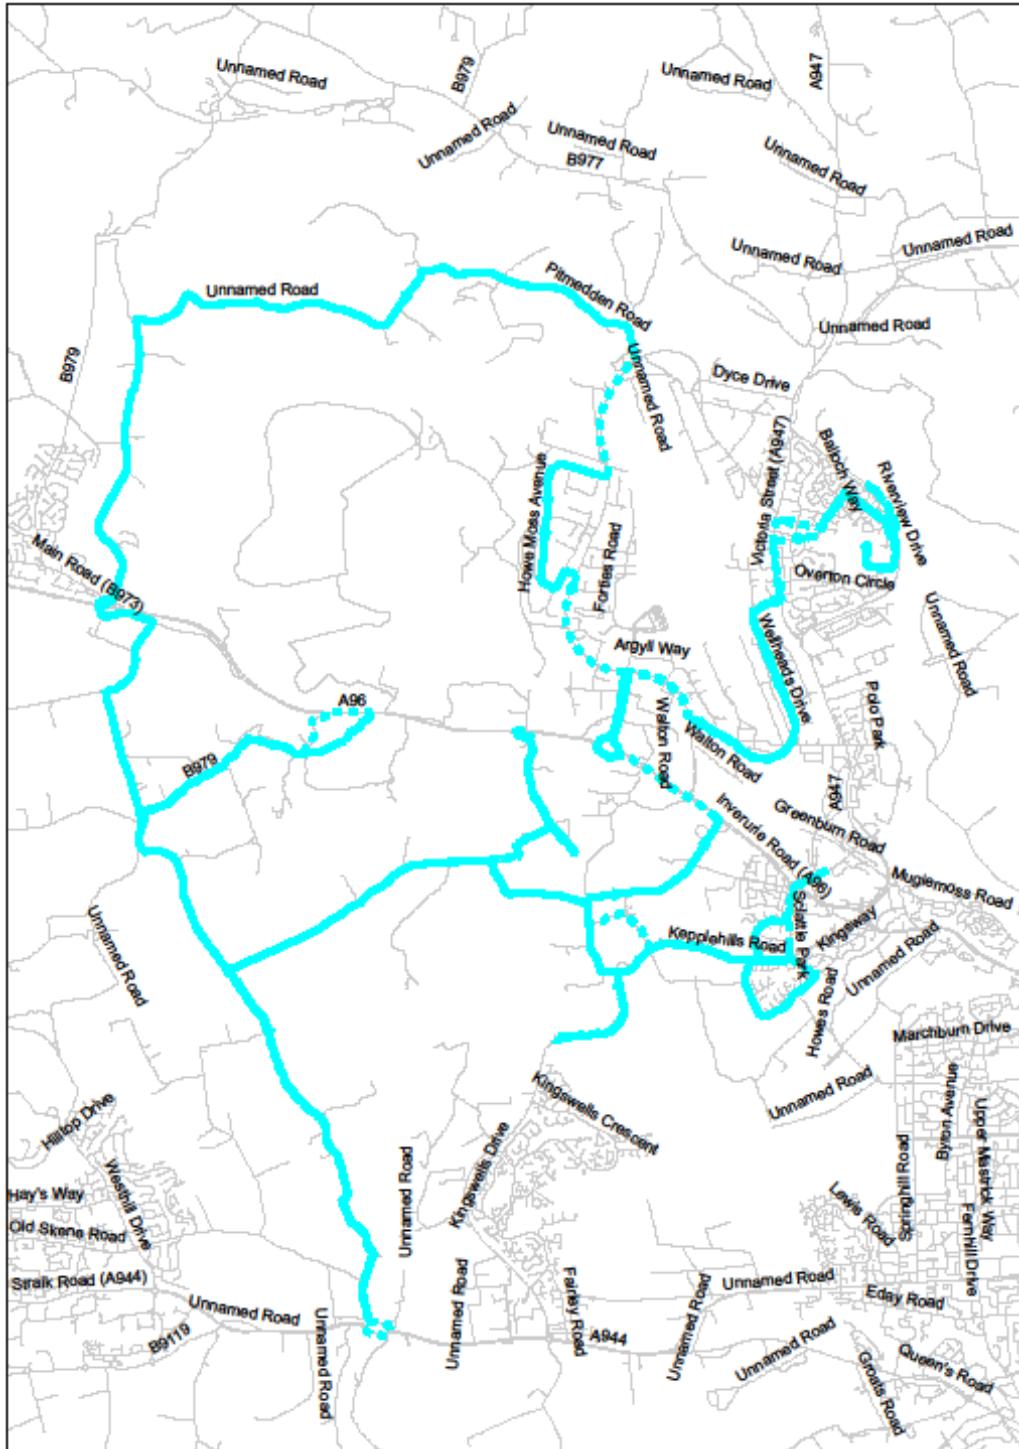 Unnamed Road
B979
Unnamed Road
A947
Unnamed Road
Unnamed Road
B977
Unnamed Road
Unnamed Road
Unnamed Road
Unnamed Road
Pitmedden Road
Unnamed Road
B979
Unnamed Road
Dyce Drive
Victoria Street (A947)
Balloch Way
Riverview Drive
Howe Moss Avenue
Forties Road
Main Road (B973)
Overton Circle
Unnamed Road
Argyll Way
Wellheads Drive
Polo Park
A96
Walton Road
Walton Road
B979
A947
Inverurie Road (A96)
Greenburn Road
Mugiemoss Road
Sclattie Park
Kingsway
Kepplehills Road
Unnamed Road
Unnamed Road
Howes Road
Marchburn Drive
Unnamed Road
Kingswells Crescent
Hilltop Drive
Byron Avenue
Upper Mastrick Way
Springhill Road
Westhill Drive
Unnamed Road
Kingswells Drive
Hay's Way
Lewis Road
Fernhill Drive
Old Skene Road
Straik Road (A944)
Unnamed Road
Unnamed Road
Unnamed Road
Unnamed Road
Fairley Road
Unnamed Road
Eday Road
B9119
A944
Unnamed Road
Groats Road
Queen's Road